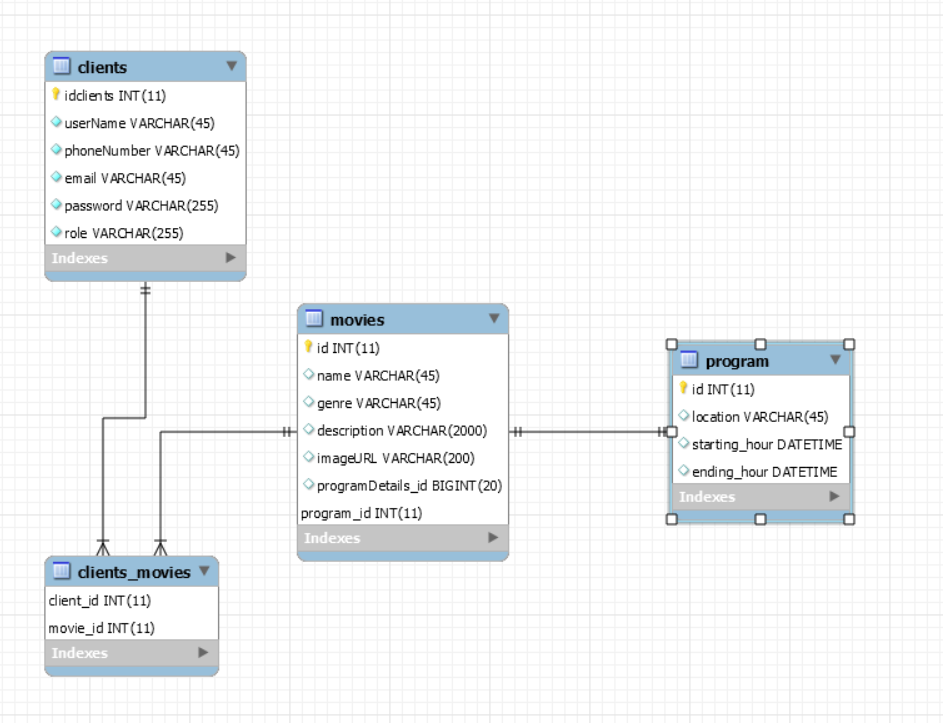 clients
idclients INT(11)
userName VARCHAR(45)
phoneNumber VARCHAR(45)
email VARCHAR(45)
password VARCHAR(255)
role VARCHAR(255)
Indexes
movies
id INT(11)
name VARCHAR(45)
genre VARCHAR(45)
description VARCHAR(2000)
imageURL VARCHAR(200)
programDetails_id BIGINT(20)
program_id INT(11)
Indexes
program
id INT(11)
location VARCHAR(45)
starting_hour DATETIME
ending_hour DATETIME
Indexes
clients_movies
client_id INT(11)
movie_id INT(11)
Indexes